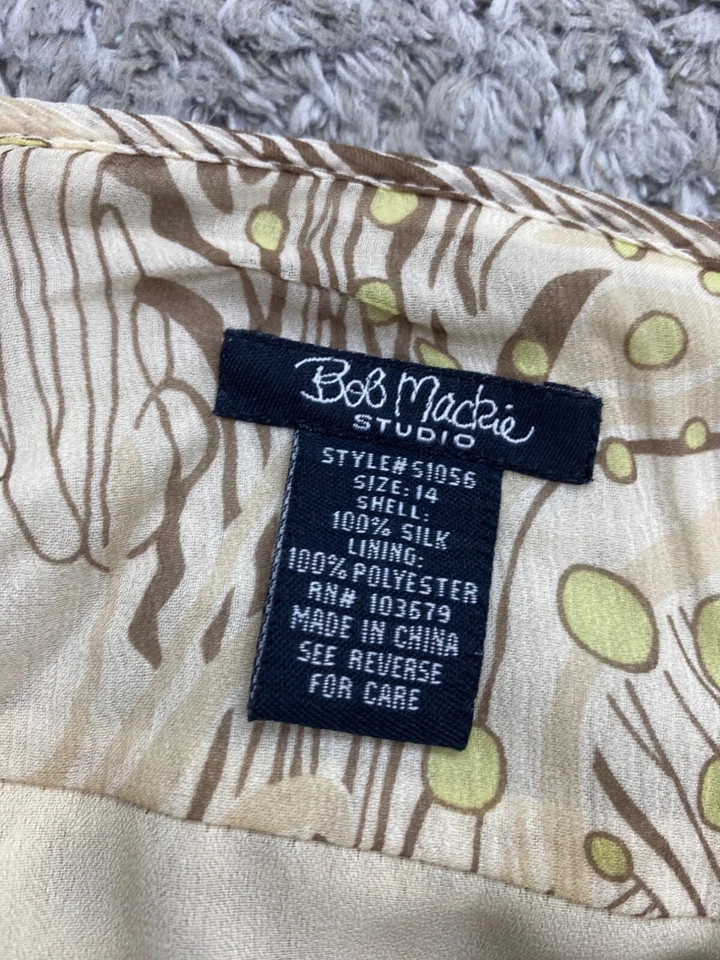 Bob Mackie
STUDIO
STYLE# S1056
SIZE: 14
SHELL:
100% SILK
LINING:
100% POLYESTER
RN# 103679
MADE IN CHINA
SEE REVERSE
FOR CARE